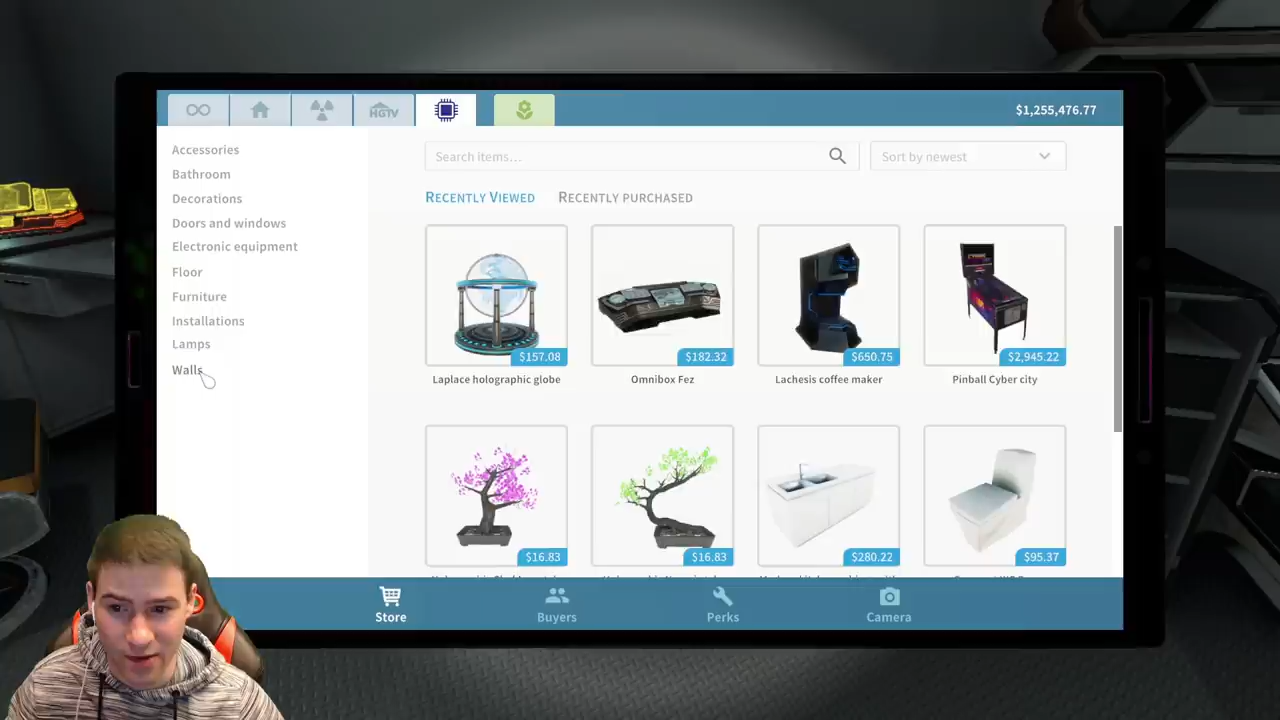 HGTV
$1,255,476.77
Accessories
Bathroom
Decorations
Doors and windows
Electronic equipment
Floor
Furniture
Installations
Lamps
Walls
Search items...
Sort by newest
RECENTLY VIEWED
RECENTLY PURCHASED
$157.08
$182.32
$650.75
$2,945.22
Laplace holographic globe
Omnibox Fez
Lachesis coffee maker
Pinball Cyber city
$16.83
$16.83
$280.22
$95.37
Store
Buyers
Perks
Camera